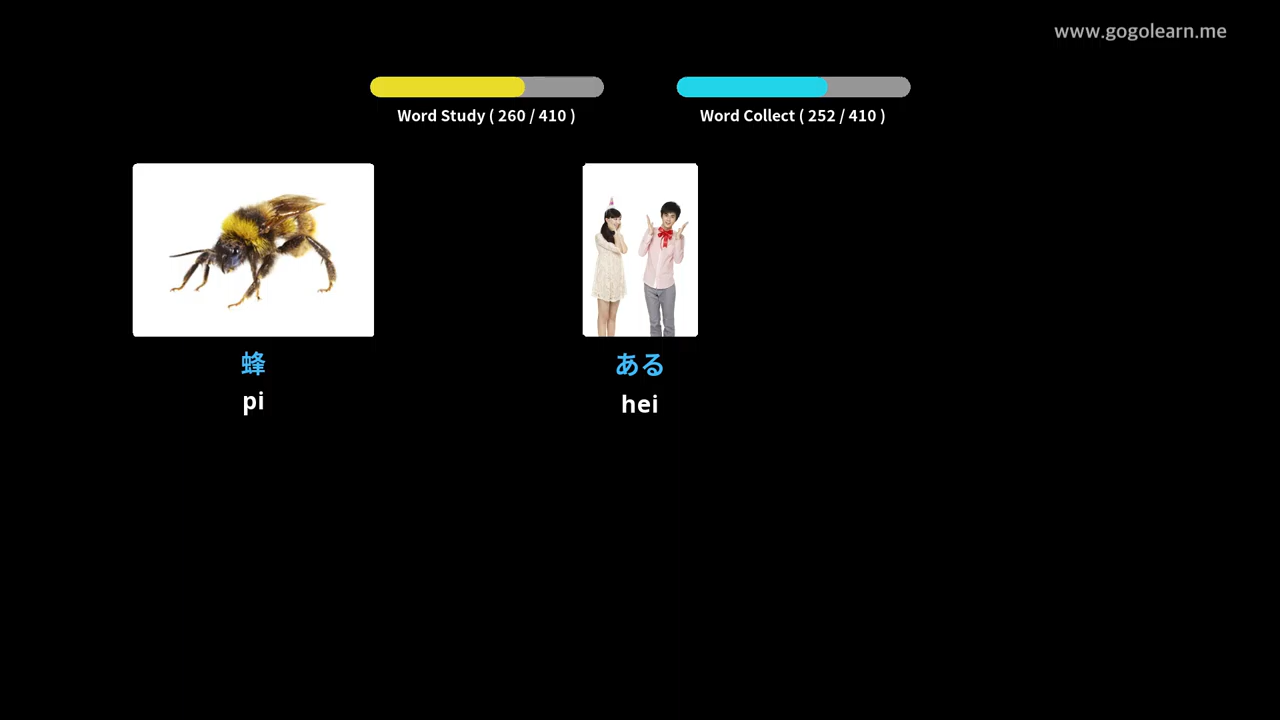 www.gogolearn.me
Word Study ( 260 / 410 )
Word Collect ( 252 / 410 )
蜂
pi
ある
hei